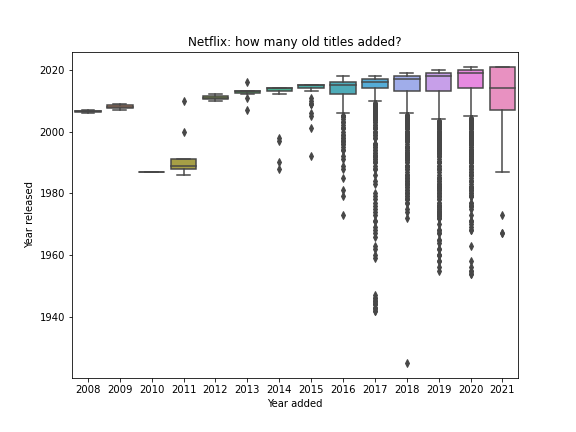 Netflix: how many old titles added?
2020
2000
1980
1960
1940
Year released
2008 2009 2010 2011 2012 2013 2014 2015 2016 2017 2018 2019 2020 2021
Year added